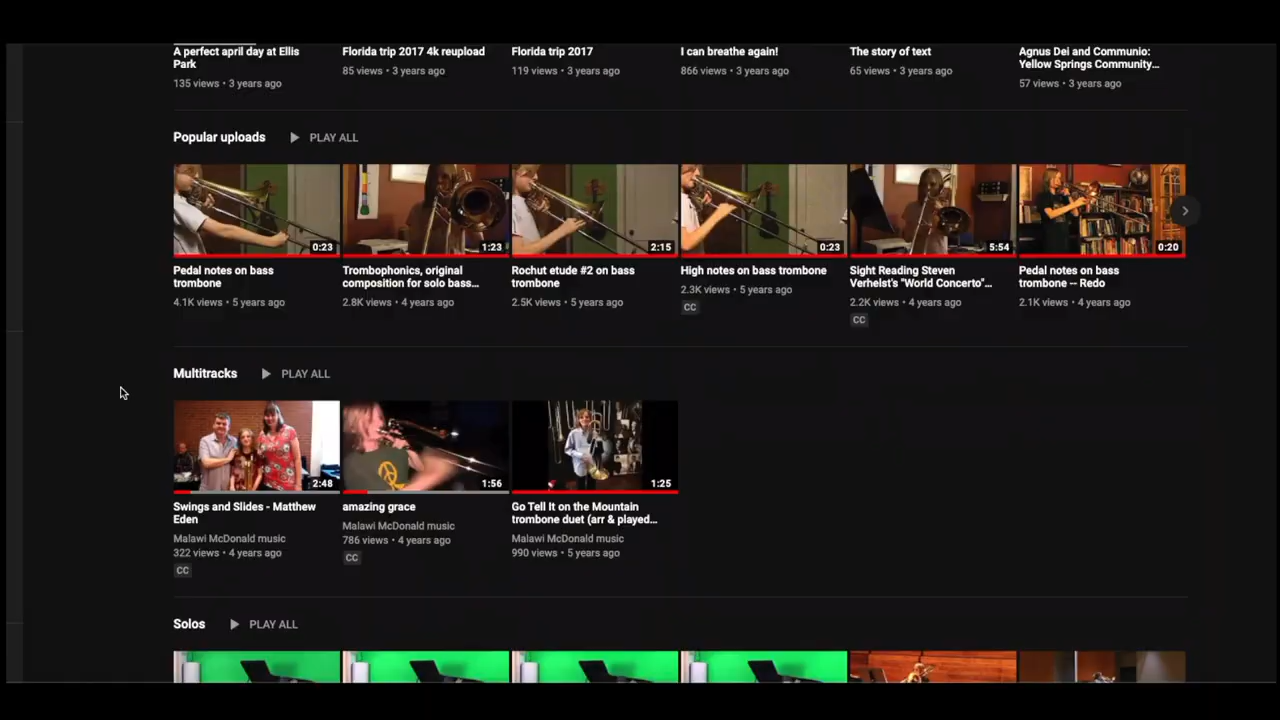 A perfect april day at Ellis
Park
135 views • 3 years ago
Florida trip 2017 4k reupload
85 views • 3 years ago
Florida trip 2017
119 views • 3 years ago
I can breathe again!
866 views • 3 years ago
The story of text
65 views • 3 years ago
Agnus Dei and Communio:
Yellow Springs Community...
57 views • 3 years ago
Popular uploads
PLAY ALL
0:23
Pedal notes on bass
trombone
4.1K views • 5 years ago
1:23
Trombophonics, original
composition for solo bass...
2.8K views • 4 years ago
2:15
Rochut etude #2 on bass
trombone
2.5K views • 5 years ago
0:23
High notes on bass trombone
2.3K views • 5 years ago
CC
5:54
Sight Reading Steven
Verhelst's "World Concerto"...
2.2K views • 4 years ago
CC
0:20
Pedal notes on bass
trombone -- Redo
2.1K views • 4 years ago
Multitracks
PLAY ALL
2:48
Swings and Slides - Matthew
Eden
Malawi McDonald music
322 views • 4 years ago
CC
1:56
amazing grace
Malawi McDonald music
786 views • 4 years ago
CC
1:25
Go Tell It on the Mountain
trombone duet (arr & played...
Malawi McDonald music
990 views • 5 years ago
Solos
PLAY ALL